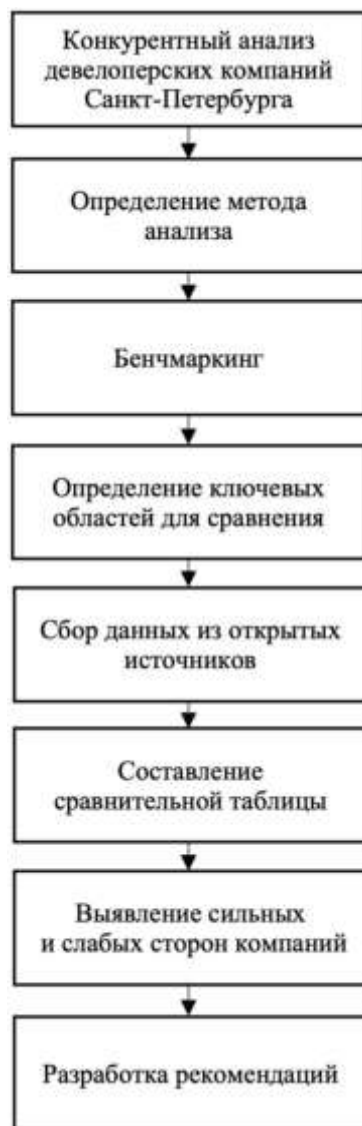 Конкурентный анализ
девелоперских компаний
Санкт-Петербурга
Определение метода
анализа
Бенчмаркинг
Определение ключевых
областей для сравнения
Сбор данных из открытых
источников
Составление
сравнительной таблицы
Выявление сильных
и слабых сторон компаний
Разработка рекомендаций